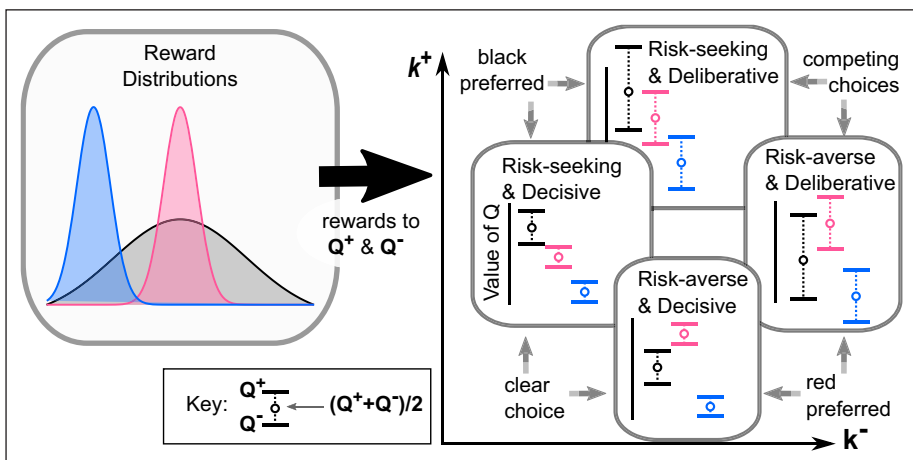 Reward
Distributions
rewards to
Q⁺ & Q⁻
Key:
Q⁺
Q⁻
(Q⁺+Q⁻)/2
k⁺
black
preferred
Risk-seeking
& Deliberative
competing
choices
Risk-seeking
& Decisive
Value of Q
Risk-averse
& Deliberative
Risk-averse
& Decisive
clear
choice
red
preferred
k⁻